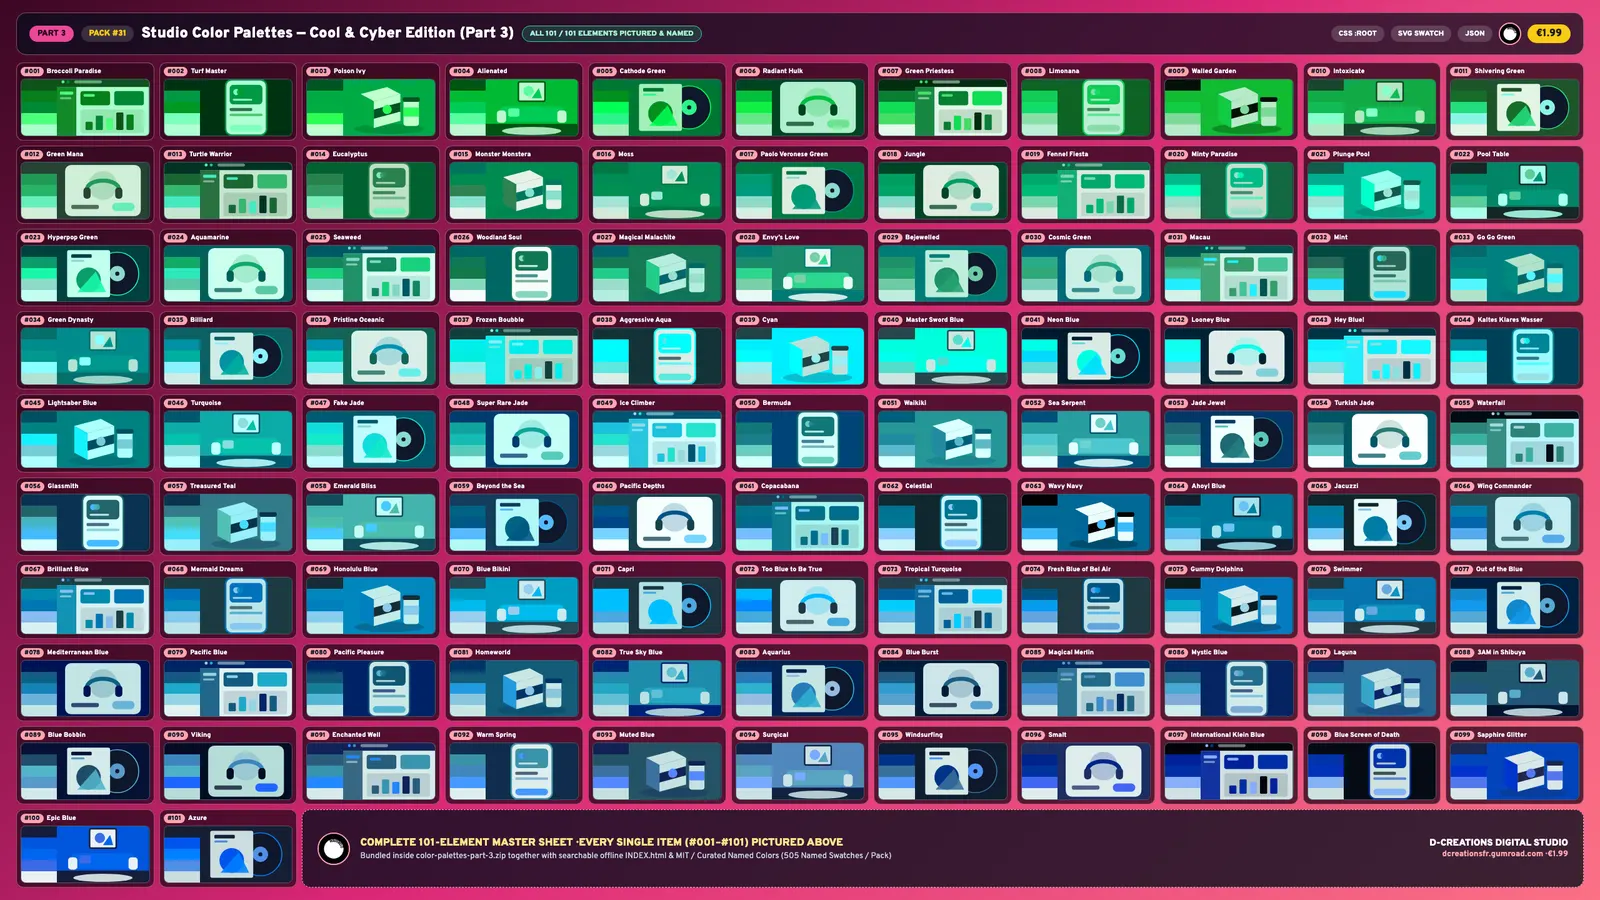 PART 3 PACK #31 Studio Color Palettes – Cool & Cyber Edition (Part 3) ALL 101 / 101 ELEMENTS PICTURED & NAMED CSS :ROOT SVG SWATCH JSON €1.99
#001 Broccoli Paradise #002 Turf Master #003 Poison Ivy #004 Alienated #005 Cathode Green #006 Radiant Hulk #007 Green Priestess #008 Limonana #009 Walled Garden #010 Intoxicate #011 Shivering Green
#012 Green Mana #013 Turtle Warrior #014 Eucalyptus #015 Monster Monstera #016 Moss #017 Paolo Veronese Green #018 Jungle #019 Fennel Fiesta #020 Minty Paradise #021 Plunge Pool #022 Pool Table
#023 Hyperpop Green #024 Aquamarine #025 Seaweed #026 Woodland Soul #027 Magical Malachite #028 Envy's Love #029 Bejewelled #030 Cosmic Green #031 Macau #032 Mint #033 Go Go Green
#034 Green Dynasty #035 Billiard #036 Pristine Oceanic #037 Frozen Boubble #038 Aggressive Aqua #039 Cyan #040 Master Sword Blue #041 Neon Blue #042 Looney Blue #043 Hey Blue! #044 Kaltes Klares Wasser
#045 Lightsaber Blue #046 Turquoise #047 Fake Jade #048 Super Rare Jade #049 Ice Climber #050 Bermuda #051 Waikiki #052 Sea Serpent #053 Jade Jewel #054 Turkish Jade #055 Waterfall
#056 Glassmith #057 Treasured Teal #058 Emerald Bliss #059 Beyond the Sea #060 Pacific Depths #061 Copacabana #062 Celestial #063 Wavy Navy #064 Ahoy! Blue #065 Jacuzzi #066 Wing Commander
#067 Brilliant Blue #068 Mermaid Dreams #069 Honolulu Blue #070 Blue Bikini #071 Capri #072 Too Blue to Be True #073 Tropical Turquoise #074 Fresh Blue of Bel Air #075 Gummy Dolphins #076 Swimmer #077 Out of the Blue
#078 Mediterranean Blue #079 Pacific Blue #080 Pacific Pleasure #081 Homeworld #082 True Sky Blue #083 Aquarius #084 Blue Burst #085 Magical Merlin #086 Mystic Blue #087 Laguna #088 3AM in Shibuya
#089 Blue Bobbin #090 Viking #091 Enchanted Well #092 Warm Spring #093 Muted Blue #094 Surgical #095 Windsurfing #096 Smalt #097 International Klein Blue #098 Blue Screen of Death #099 Sapphire Glitter
#100 Epic Blue #101 Azure
COMPLETE 101-ELEMENT MASTER SHEET · EVERY SINGLE ITEM (#001–#101) PICTURED ABOVE
Bundled inside color-palettes-part-3.zip together with searchable offline INDEX.html & MIT / Curated Named Colors (505 Named Swatches / Pack)
D-CREATIONS DIGITAL STUDIO
dcreationsfr.gumroad.com · €1.99